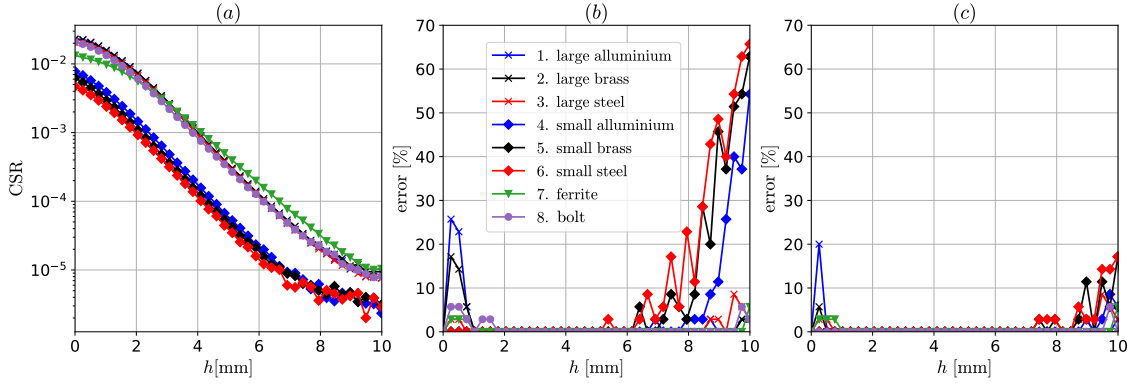 (a)
(b)
(c)
CSR
10⁻²
10⁻³
10⁻⁴
10⁻⁵
0 2 4 6 8 10
h[mm]
error [%]
70
60
50
40
30
20
10
0
1. large alluminium
2. large brass
3. large steel
4. small alluminium
5. small brass
6. small steel
7. ferrite
8. bolt
0 2 4 6 8 10
h [mm]
error [%]
70
60
50
40
30
20
10
0
0 2 4 6 8 10
h [mm]